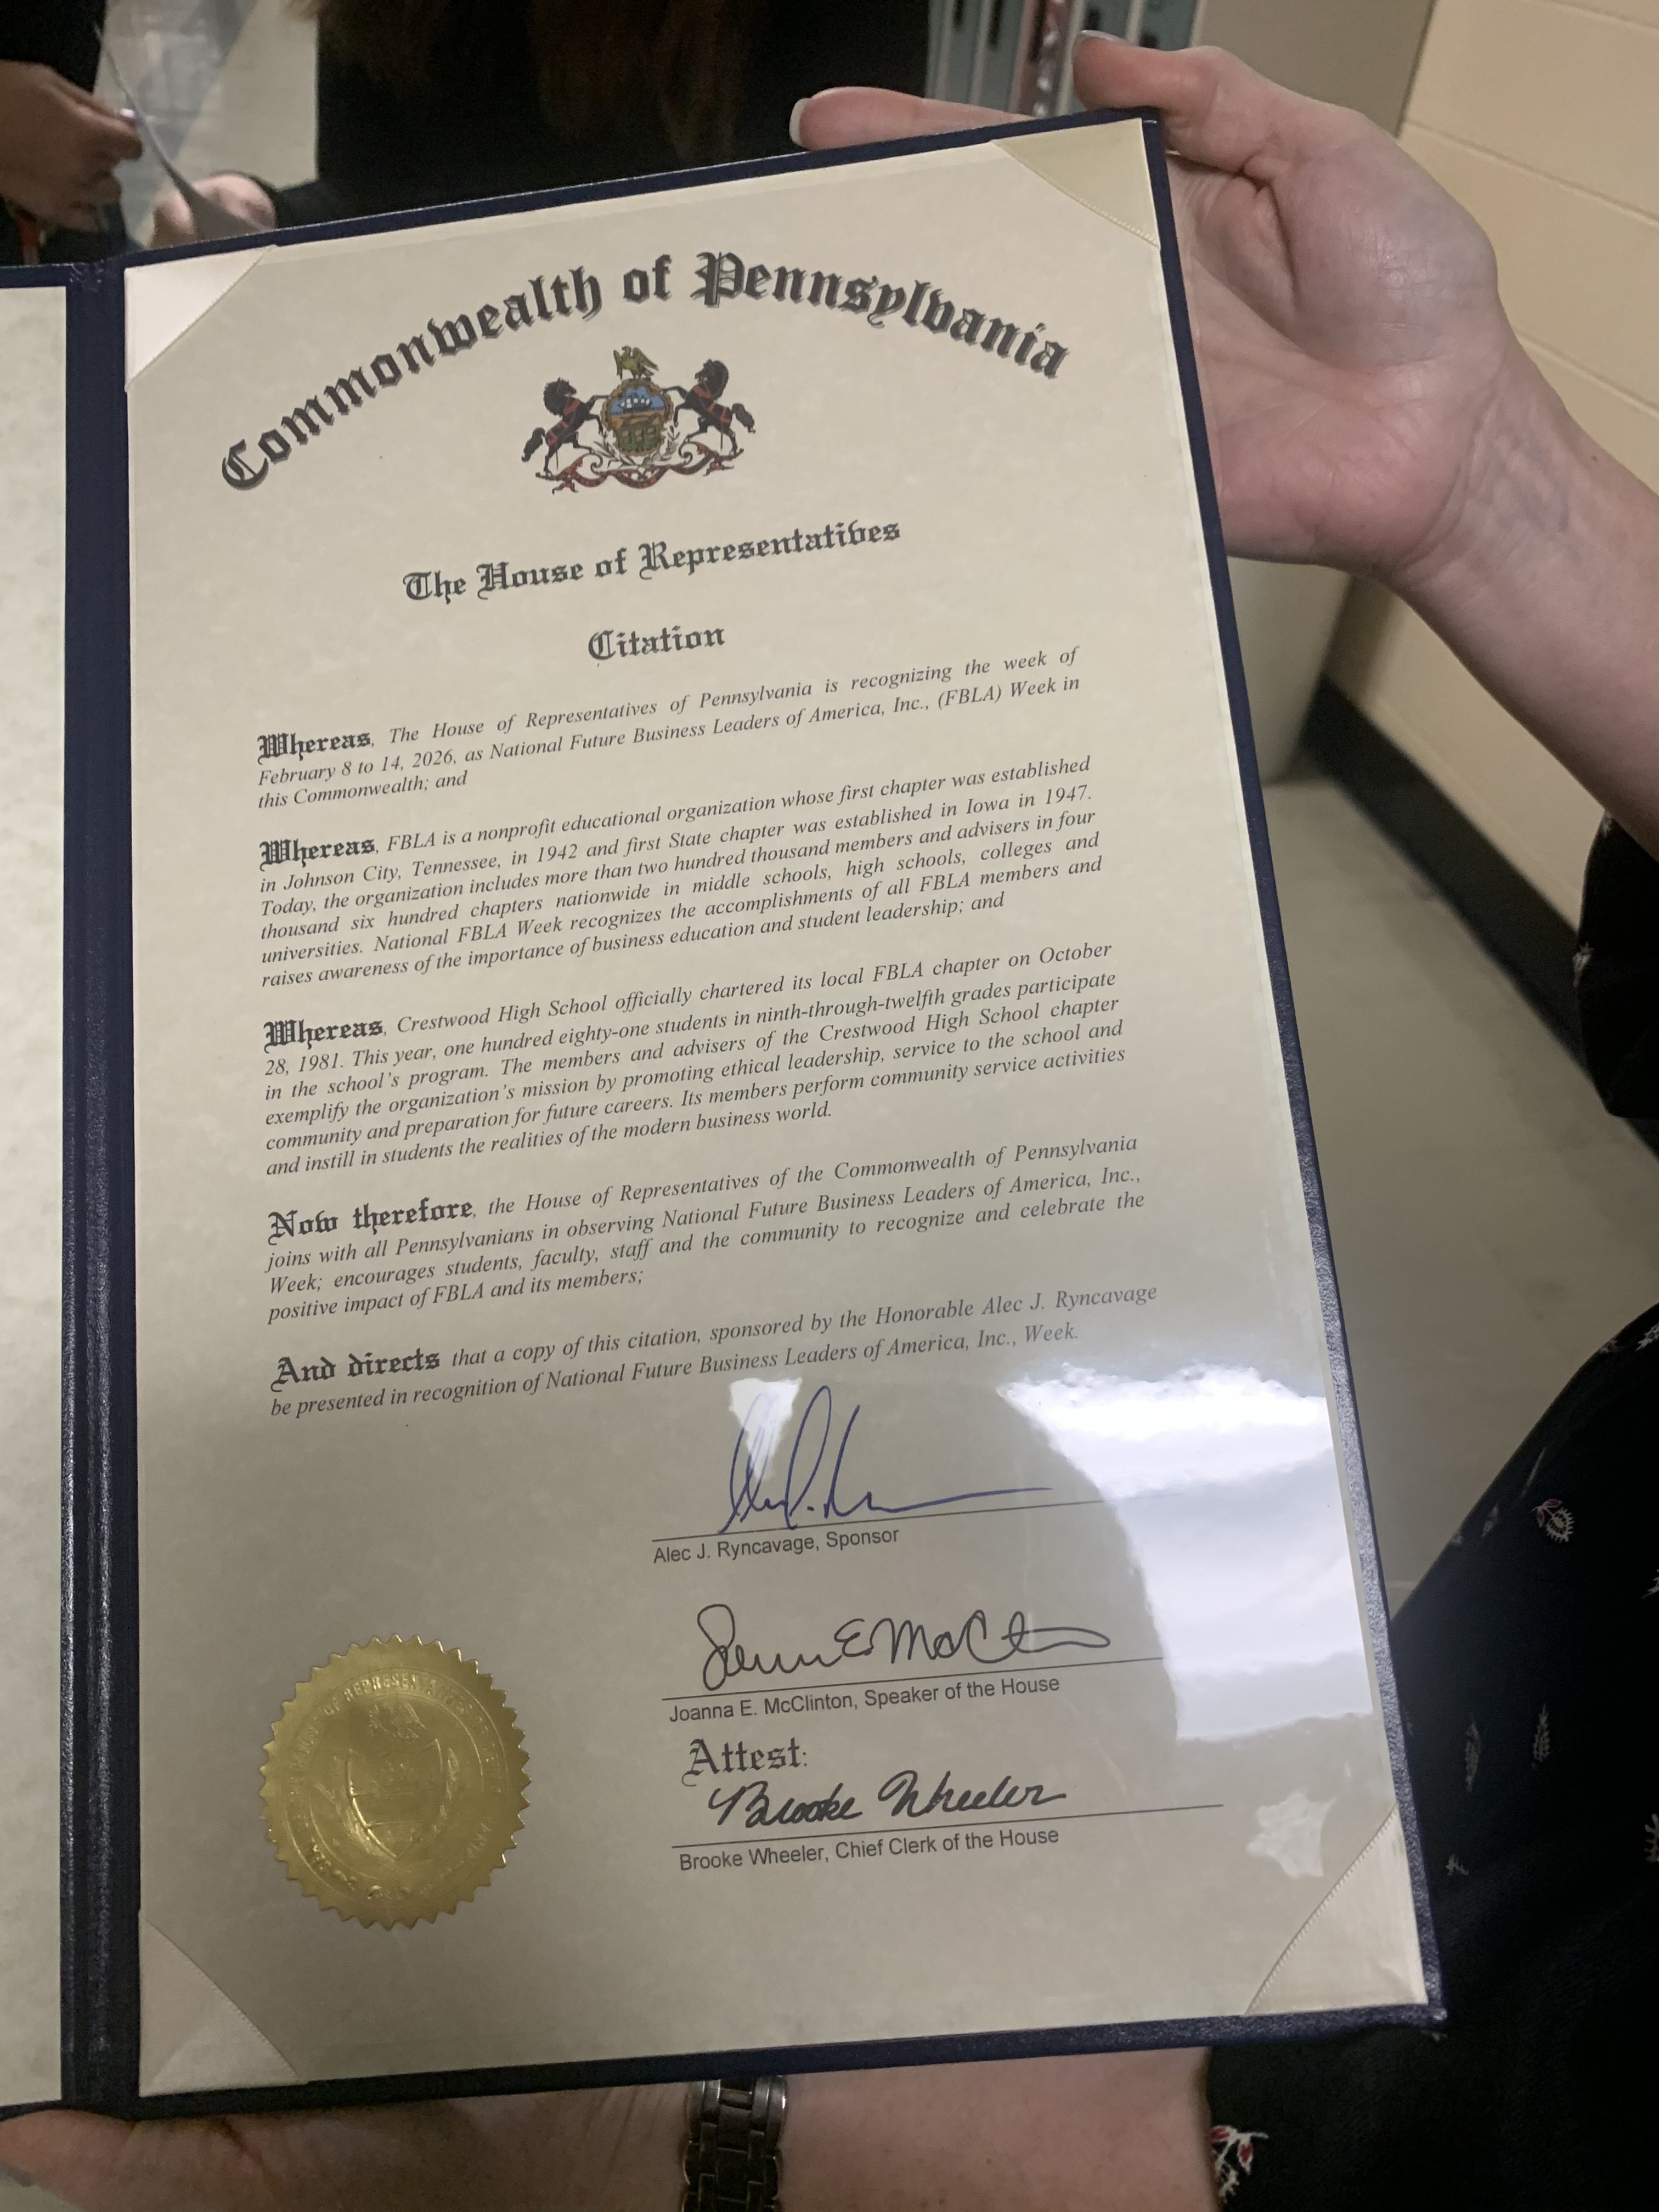 Commonwealth of Pennsylvania
The House of Representatives
Citation
Whereas, The House of Representatives of Pennsylvania is recognizing the week of
February 8 to 14, 2026, as National Future Business Leaders of America, Inc., (FBLA) Week in
this Commonwealth; and
Whereas, FBLA is a nonprofit educational organization whose first chapter was established
in Johnson City, Tennessee, in 1942 and first State chapter was established in Iowa in 1947.
Today, the organization includes more than two hundred thousand members and advisers in four
thousand six hundred chapters nationwide in middle schools, high schools, colleges and
universities. National FBLA Week recognizes the accomplishments of all FBLA members and
raises awareness of the importance of business education and student leadership; and
Whereas, Crestwood High School officially chartered its local FBLA chapter on October
28, 1981. This year, one hundred eighty-one students in ninth-through-twelfth grades participate
in the school's program. The members and advisers of the Crestwood High School chapter
exemplify the organization's mission by promoting ethical leadership, service to the school and
community and preparation for future careers. Its members perform community service activities
and instill in students the realities of the modern business world.
Now therefore, the House of Representatives of the Commonwealth of Pennsylvania
joins with all Pennsylvanians in observing National Future Business Leaders of America, Inc.,
Week; encourages students, faculty, staff and the community to recognize and celebrate the
positive impact of FBLA and its members;
And directs that a copy of this citation, sponsored by the Honorable Alec J. Ryncavage
be presented in recognition of National Future Business Leaders of America, Inc., Week.
Alec J. Ryncavage, Sponsor
Joanna E. McClinton, Speaker of the House
Attest:
Brooke Wheeler
Brooke Wheeler, Chief Clerk of the House
OF REPRESENTATIVES